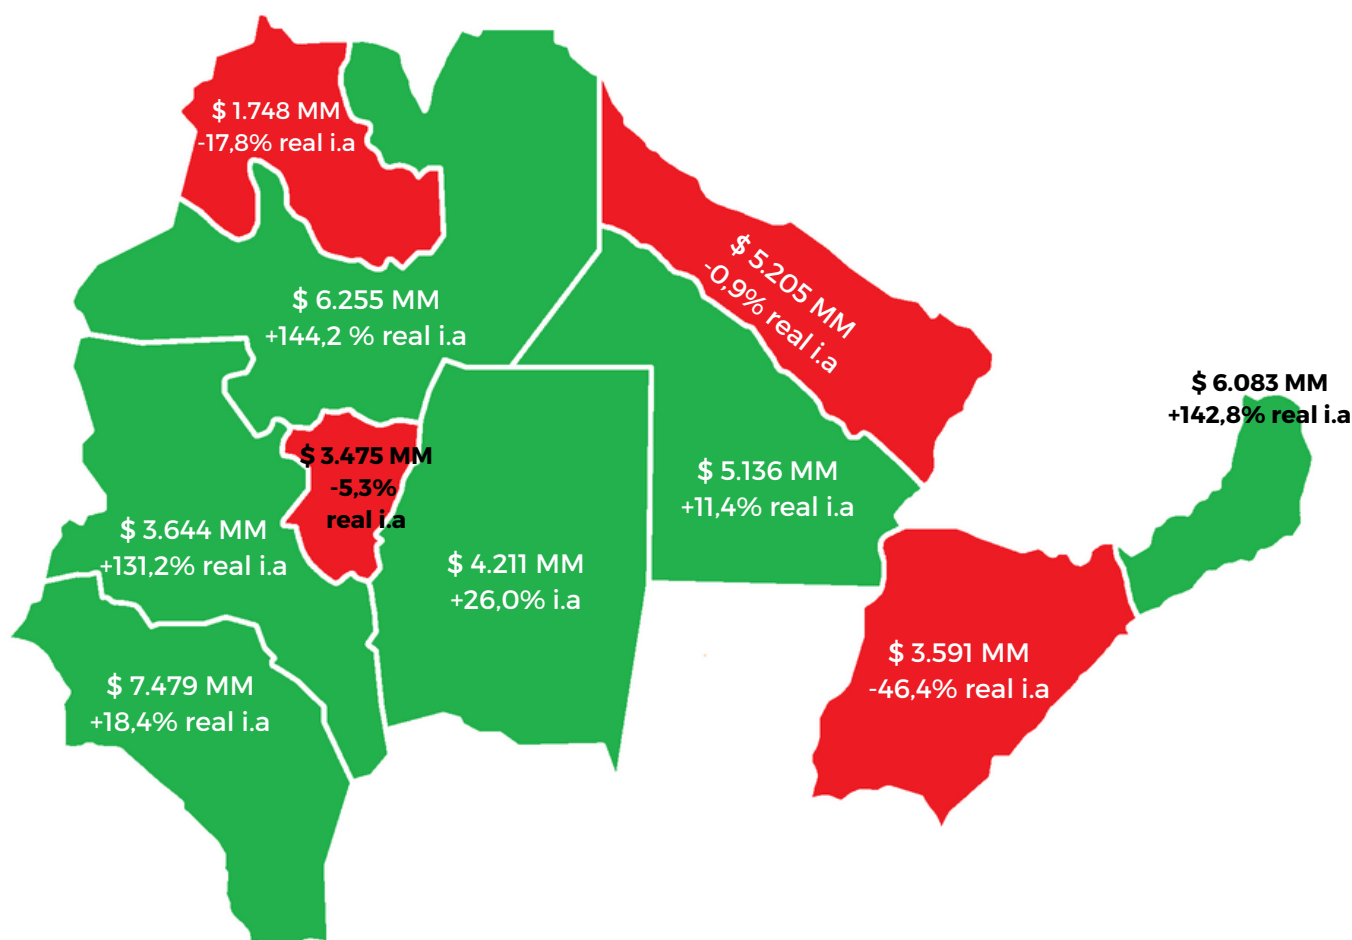 $ 1.748 MM
-17,8% real i.a
$ 5.205 MM
-0,9% real i.a
$ 6.255 MM
+144,2 % real i.a
$ 6.083 MM
+142,8% real i.a
$ 3.475 MM
-5,3%
real i.a
$ 5.136 MM
+11,4% real i.a
$ 3.644 MM
+131,2% real i.a
$ 4.211 MM
+26,0% i.a
$ 3.591 MM
-46,4% real i.a
$ 7.479 MM
+18,4% real i.a